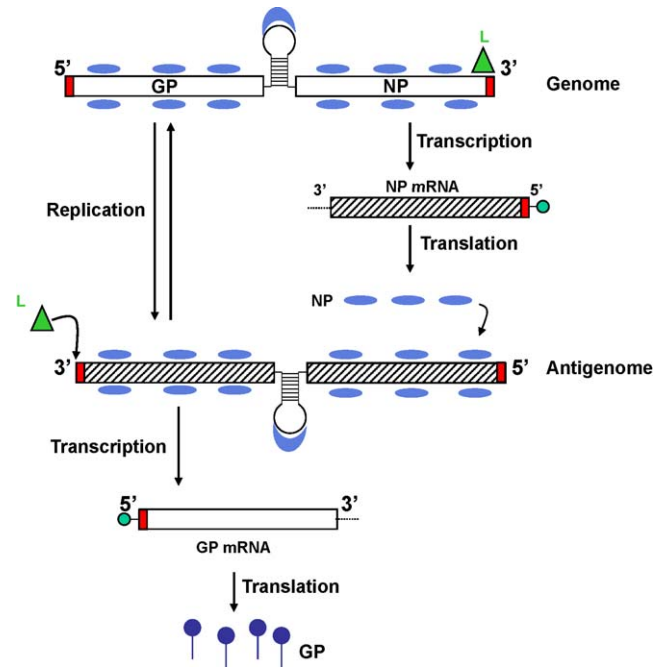 L
5’
GP
NP
3’
Genome
Transcription
3’
NP mRNA
5’
Replication
Translation
L
NP
3’
5’
Antigenome
Transcription
5’
3’
GP mRNA
Translation
GP